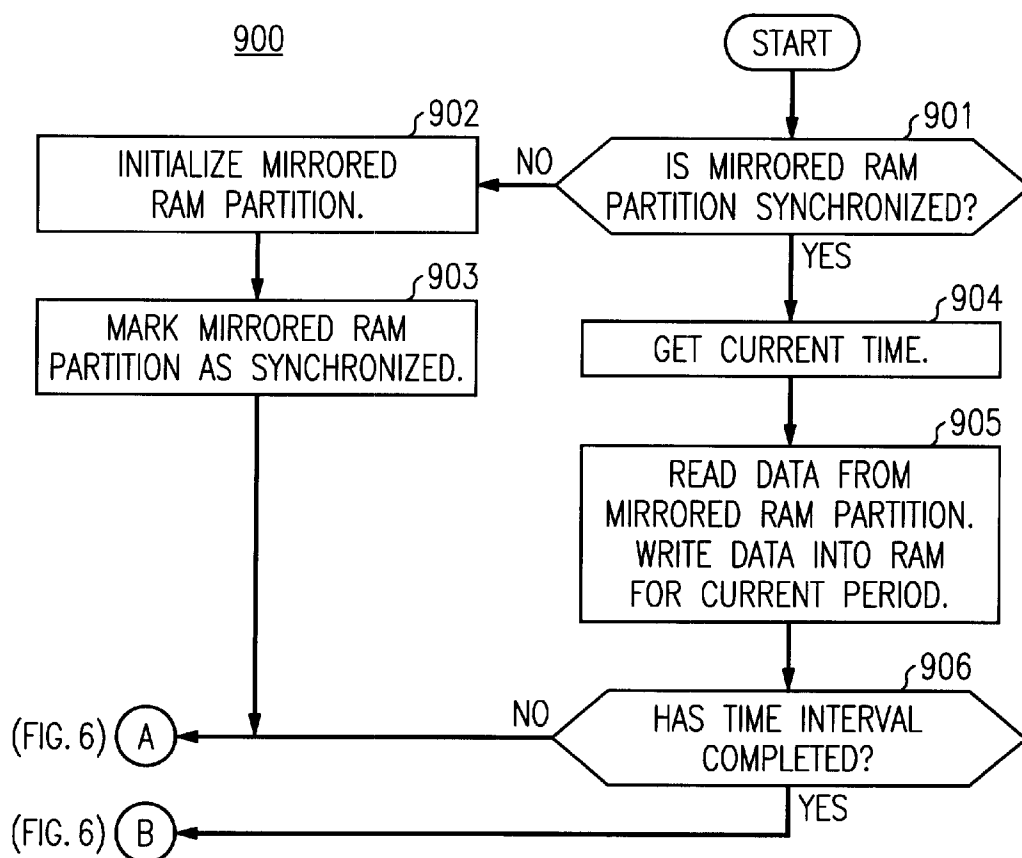 900
START
902
INITIALIZE MIRRORED
RAM PARTITION.
NO
901
IS MIRRORED RAM
PARTITION SYNCHRONIZED?
YES
903
MARK MIRRORED RAM
PARTITION AS SYNCHRONIZED.
904
GET CURRENT TIME.
905
READ DATA FROM
MIRRORED RAM PARTITION.
WRITE DATA INTO RAM
FOR CURRENT PERIOD.
906
HAS TIME INTERVAL
COMPLETED?
NO
(FIG. 6) A
YES
(FIG. 6) B